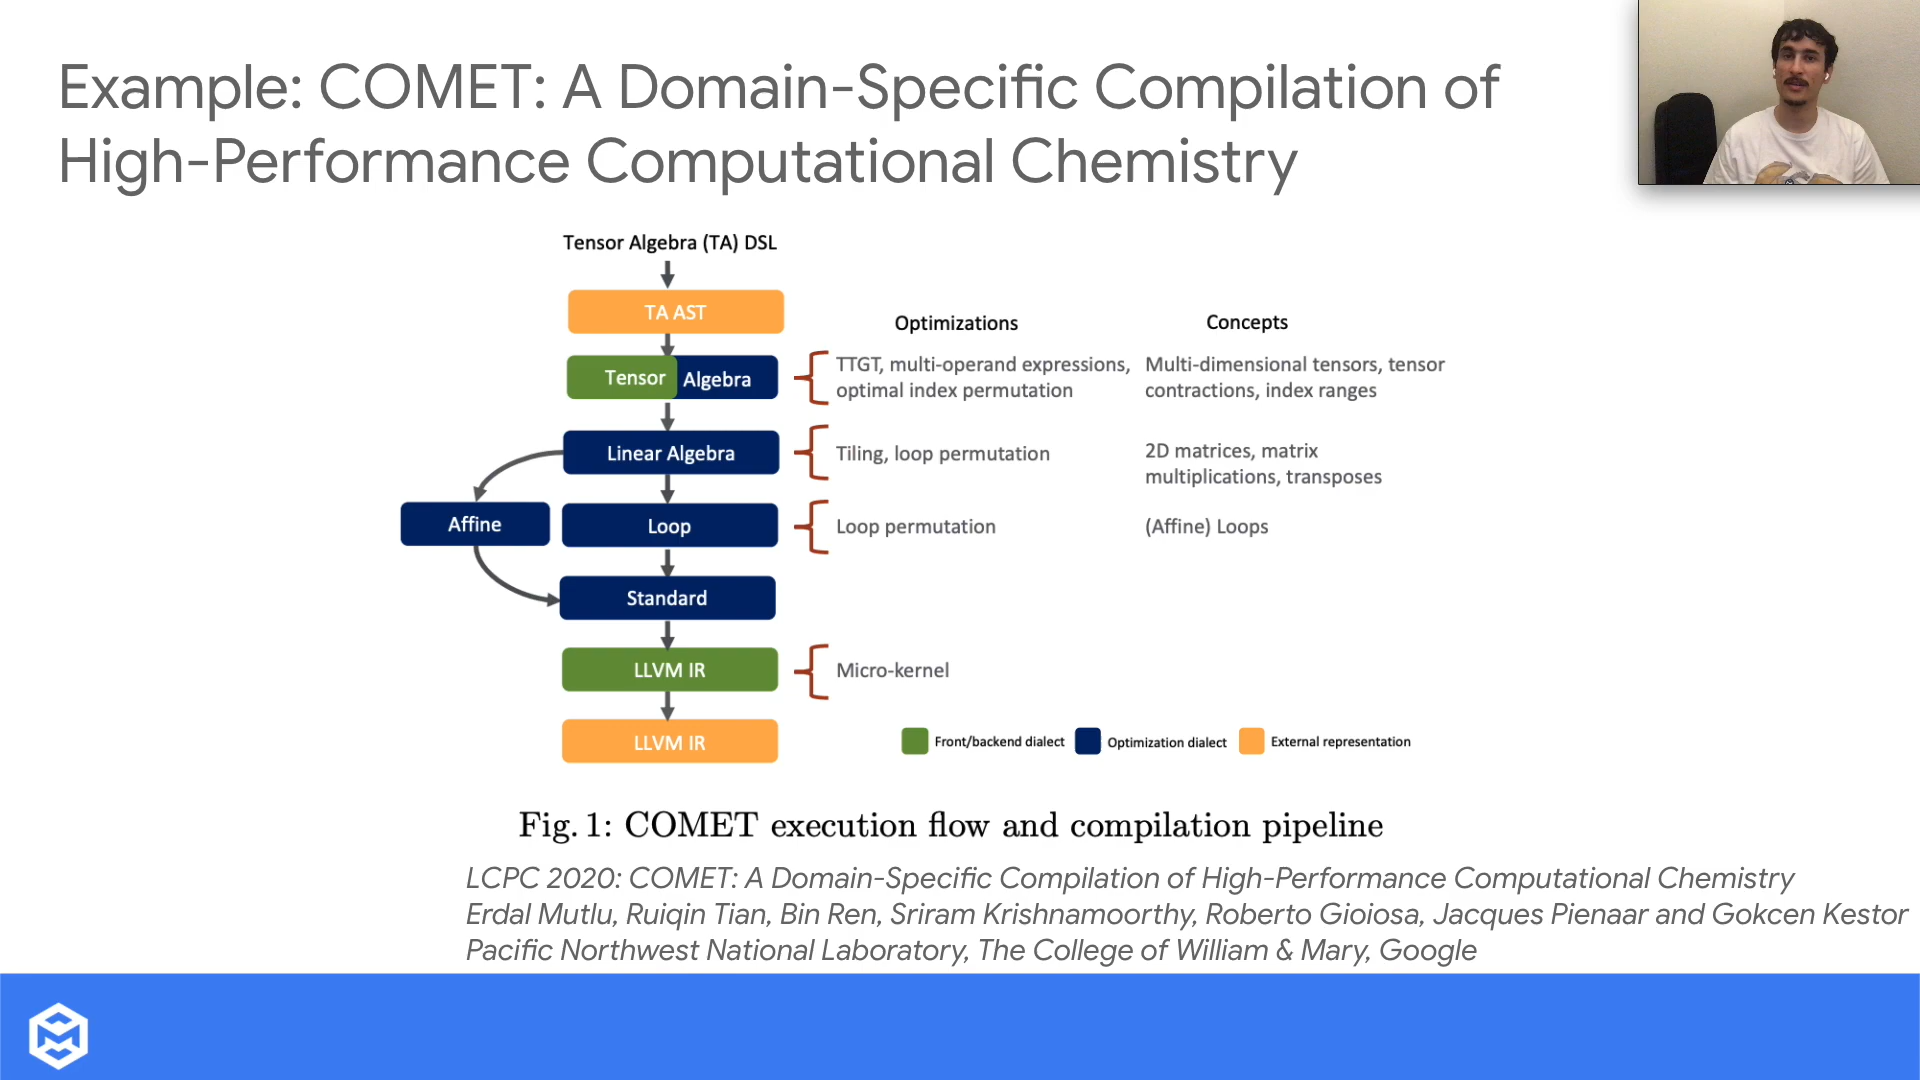 Example: COMET: A Domain-Specific Compilation of
High-Performance Computational Chemistry
Tensor Algebra (TA) DSL
TA AST
Optimizations
Concepts
Tensor Algebra
TTGT, multi-operand expressions,
optimal index permutation
Multi-dimensional tensors, tensor
contractions, index ranges
Linear Algebra
Tiling, loop permutation
2D matrices, matrix
multiplications, transposes
Affine
Loop
Loop permutation
(Affine) Loops
Standard
LLVM IR
Micro-kernel
LLVM IR
Front/backend dialect
Optimization dialect
External representation
Fig. 1: COMET execution flow and compilation pipeline
LCPC 2020: COMET: A Domain-Specific Compilation of High-Performance Computational Chemistry
Erdal Mutlu, Ruiqin Tian, Bin Ren, Sriram Krishnamoorthy, Roberto Gioiosa, Jacques Pienaar and Gokcen Kestor
Pacific Northwest National Laboratory, The College of William & Mary, Google